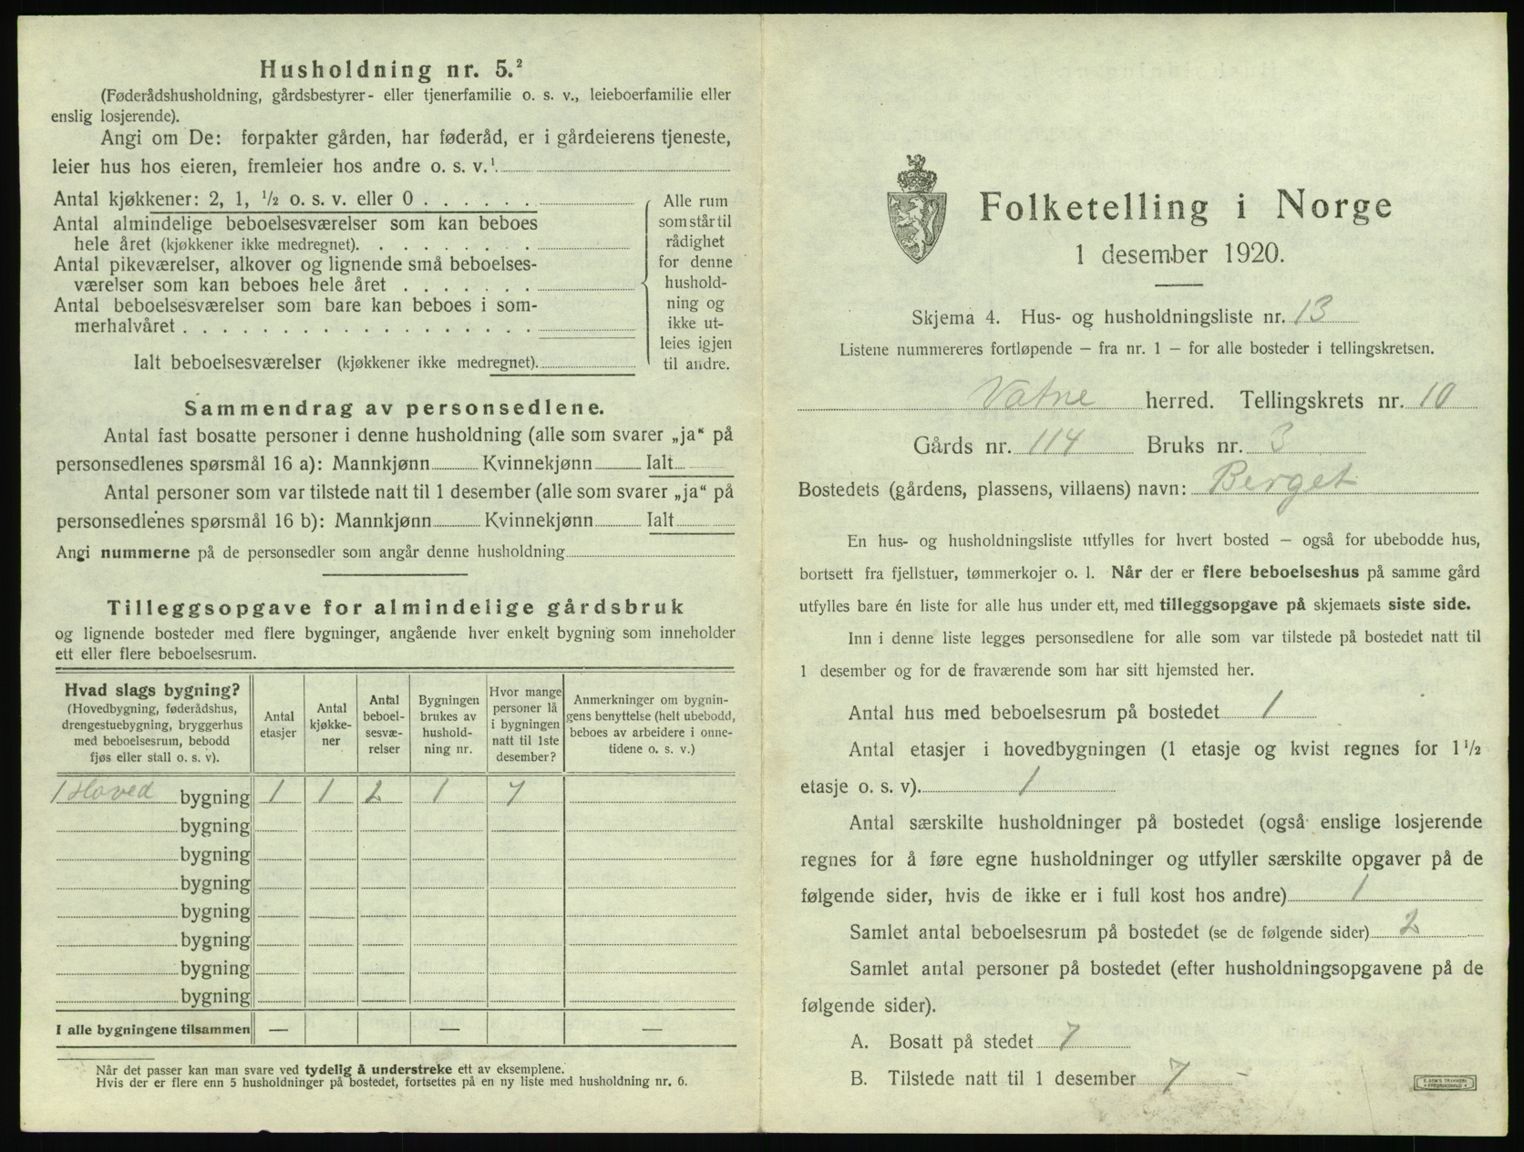 Husholdning nr. 5.²
(Føderådshusholdning, gårdsbestyrer- eller tjenerfamilie o. s. v., leieboerfamilie eller
enslig losjerende).
Angi om De: forpakter gården, har føderåd, er i gårdeierens tjeneste,
leier hus hos eieren, fremleier hos andre o. s. v.¹
Antal kjøkkener: 2, 1, ½ o. s. v. eller 0 . . . . . .
Antal almindelige beboelsesværelser som kan beboes
hele året (kjøkkener ikke medregnet). . . . . . . .
Antal pikeværelser, alkover og lignende små beboelses-
værelser som kan beboes hele året . . . . . . .
Antal beboelsesværelser som bare kan beboes i som-
merhalvåret . . . . . . . . . . . . . . . . . .
Ialt beboelsesværelser (kjøkkener ikke medregnet).
Alle rum
som står til
rådighet
for denne
hushold-
ning og
ikke ut-
leies igjen
til andre.
Sammendrag av personsedlene.
Antal fast bosatte personer i denne husholdning (alle som svarer „ja“ på
personsedlenes spørsmål 16 a): Mannkjønn Kvinnekjønn Ialt
Antal personer som var tilstede natt til 1 desember (alle som svarer „ja“ på
personsedlenes spørsmål 16 b): Mannkjønn Kvinnekjønn Ialt
Angi nummerne på de personsedler som angår denne husholdning
Tilleggsopgave for almindelige gårdsbruk
og lignende bosteder med flere bygninger, angående hver enkelt bygning som inneholder
ett eller flere beboelsesrum.
Hvad slags bygning?
(Hovedbygning, føderådshus,
drengestuebygning, bryggerhus
med beboelsesrum, bebodd
fjøs eller stall o. s. v).
Antal
etasjer
Antal
kjøkke-
ner
Antal
beboel-
sesvæ-
relser
Bygningen
brukes av
hushold-
ning nr.
Hvor mange
personer lå
i bygningen
natt til 1ste
desember?
Anmerkninger om bygnin-
gens benyttelse (helt ubebodd,
beboes av arbeidere i onne-
tidene o. s. v.)
1 Hoved bygning 1 1 2 1 7
bygning
bygning
bygning
bygning
bygning
bygning
bygning
I alle bygningene tilsammen — — —
Når det passer kan man svare ved tydelig å understreke ett av eksemplene.
Hvis der er flere enn 5 husholdninger på bostedet, fortsettes på en ny liste med husholdning nr. 6.
Folketelling i Norge
1 desember 1920.
Skjema 4. Hus- og husholdningsliste nr. 13
Listene nummereres fortløpende – fra nr. 1 – for alle bosteder i tellingskretsen.
Vatne herred. Tellingskrets nr. 10
Gårds nr. 114 Bruks nr. 3
Bostedets (gårdens, plassens, villaens) navn: Berget
En hus- og husholdningsliste utfylles for hvert bosted – også for ubebodde hus,
bortsett fra fjellstuer, tømmerkojer o. l. Når der er flere beboelseshus på samme gård
utfylles bare én liste for alle hus under ett, med tilleggsopgave på skjemaets siste side.
Inn i denne liste legges personsedlene for alle som var tilstede på bostedet natt til
1 desember og for de fraværende som har sitt hjemsted her.
Antal hus med beboelsesrum på bostedet 1
Antal etasjer i hovedbygningen (1 etasje og kvist regnes for 1½
etasje o. s. v). 1
Antal særskilte husholdninger på bostedet (også enslige losjerende
regnes for å føre egne husholdninger og utfyller særskilte opgaver på de
følgende sider, hvis de ikke er i full kost hos andre) 1
Samlet antal beboelsesrum på bostedet (se de følgende sider) 2
Samlet antal personer på bostedet (efter husholdningsopgavene på de
følgende sider).
A. Bosatt på stedet 7
B. Tilstede natt til 1 desember 7